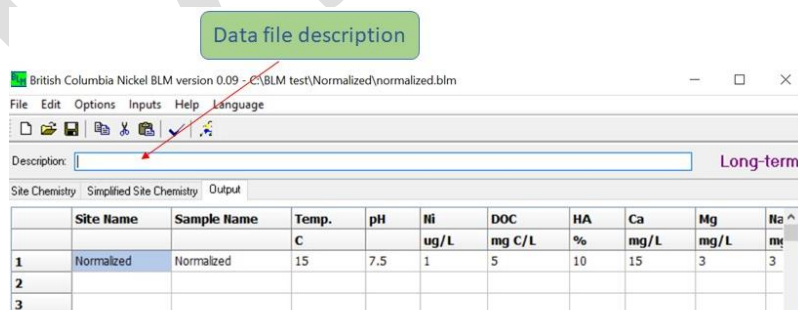 Data file description
British Columbia Nickel BLM version 0.09 - C:\BLM test\Normalized\normalized.blm
File Edit Options Inputs Help Language
Description: Long-term
Site Chemistry Simplified Site Chemistry Output
Site Name Sample Name Temp. pH Ni DOC HA Ca Mg Na
C ug/L mg C/L % mg/L mg/L
1 Normalized Normalized 15 7.5 1 5 10 15 3 3
2
3